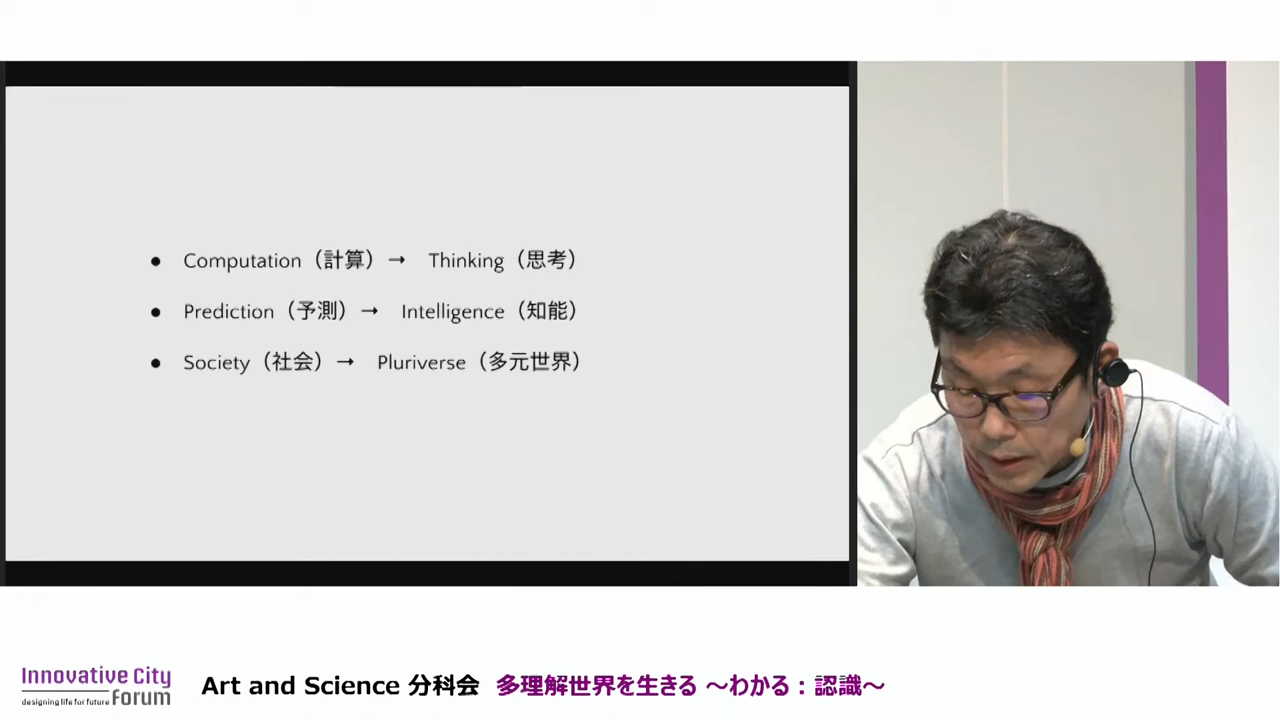 ● Computation（計算）→ Thinking（思考）
● Prediction（予測）→ Intelligence（知能）
● Society（社会）→ Pluriverse（多元世界）
Innovative City
designing life for future Forum
Art and Science 分科会 多理解世界を生きる ～わかる：認識～